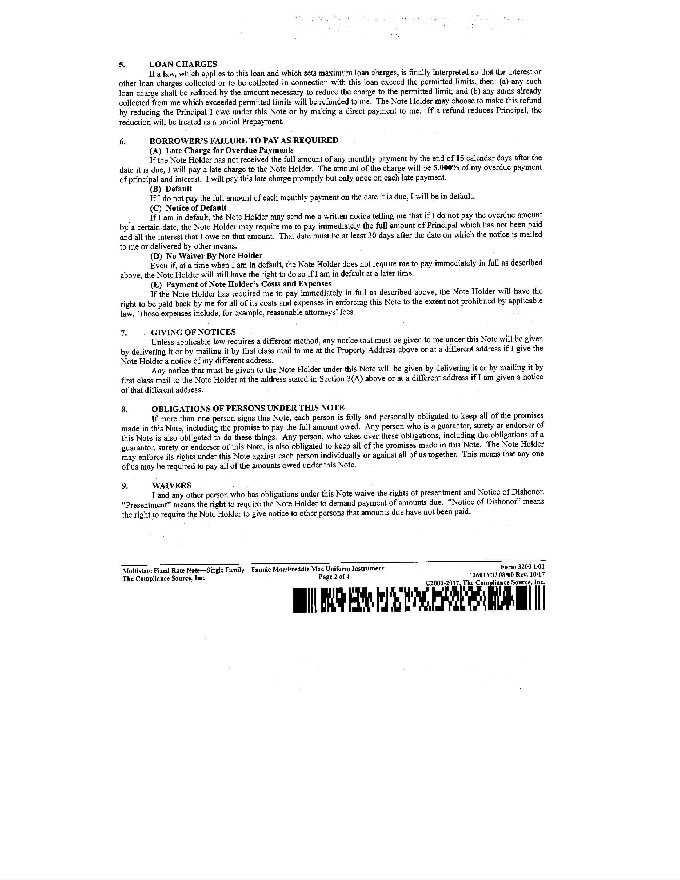 5. LOAN CHARGES
If a law, which applies to this loan and which sets maximum loan charges, is finally interpreted so that the interest or
other loan charges collected or to be collected in connection with this loan exceed the permitted limits, then: (a) any such
loan charge shall be reduced by the amount necessary to reduce the charge to the permitted limit; and (b) any sums already
collected from me which exceeded permitted limits will be refunded to me. The Note Holder may choose to make this refund
by reducing the Principal I owe under this Note or by making a direct payment to me. If a refund reduces Principal, the
reduction will be treated as a partial Prepayment.
6. BORROWER'S FAILURE TO PAY AS REQUIRED
(A) Late Charge for Overdue Payments
If the Note Holder has not received the full amount of any monthly payment by the end of 15 calendar days after the
date it is due, I will pay a late charge to the Note Holder. The amount of the charge will be 5.000% of my overdue payment
of principal and interest. I will pay this late charge promptly but only once on each late payment.
(B) Default
If I do not pay the full amount of each monthly payment on the date it is due, I will be in default.
(C) Notice of Default
If I am in default, the Note Holder may send me a written notice telling me that if I do not pay the overdue amount
by a certain date, the Note Holder may require me to pay immediately the full amount of Principal which has not been paid
and all the interest that I owe on that amount. That date must be at least 30 days after the date on which the notice is mailed
to me or delivered by other means.
(D) No Waiver By Note Holder
Even if, at a time when I am in default, the Note Holder does not require me to pay immediately in full as described
above, the Note Holder will still have the right to do so if I am in default at a later time.
(E) Payment of Note Holder's Costs and Expenses
If the Note Holder has required me to pay immediately in full as described above, the Note Holder will have the
right to be paid back by me for all of its costs and expenses in enforcing this Note to the extent not prohibited by applicable
law. Those expenses include, for example, reasonable attorneys' fees.
7. GIVING OF NOTICES
Unless applicable law requires a different method, any notice that must be given to me under this Note will be given
by delivering it or by mailing it by first class mail to me at the Property Address above or at a different address if I give the
Note Holder a notice of my different address.
Any notice that must be given to the Note Holder under this Note will be given by delivering it or by mailing it by
first class mail to the Note Holder at the address stated in Section 3(A) above or at a different address if I am given a notice
of that different address.
8. OBLIGATIONS OF PERSONS UNDER THIS NOTE
If more than one person signs this Note, each person is fully and personally obligated to keep all of the promises
made in this Note, including the promise to pay the full amount owed. Any person who is a guarantor, surety or endorser of
this Note is also obligated to do these things. Any person, who takes over these obligations, including the obligations of a
guarantor, surety or endorser of this Note, is also obligated to keep all of the promises made in this Note. The Note Holder
may enforce its rights under this Note against each person individually or against all of us together. This means that any one
of us may be required to pay all of the amounts owed under this Note.
9. WAIVERS
I and any other person who has obligations under this Note waive the rights of presentment and Notice of Dishonor.
"Presentment" means the right to require the Note Holder to demand payment of amounts due. "Notice of Dishonor" means
the right to require the Note Holder to give notice to other persons that amounts due have not been paid.
Multistate Fixed Rate Note—Single Family Fannie Mae/Freddie Mac Uniform Instrument Form 3200 1/01
The Compliance Source, Inc. Page 2 of 4 Rev. 10/17
©2000-2017, The Compliance Source, Inc.